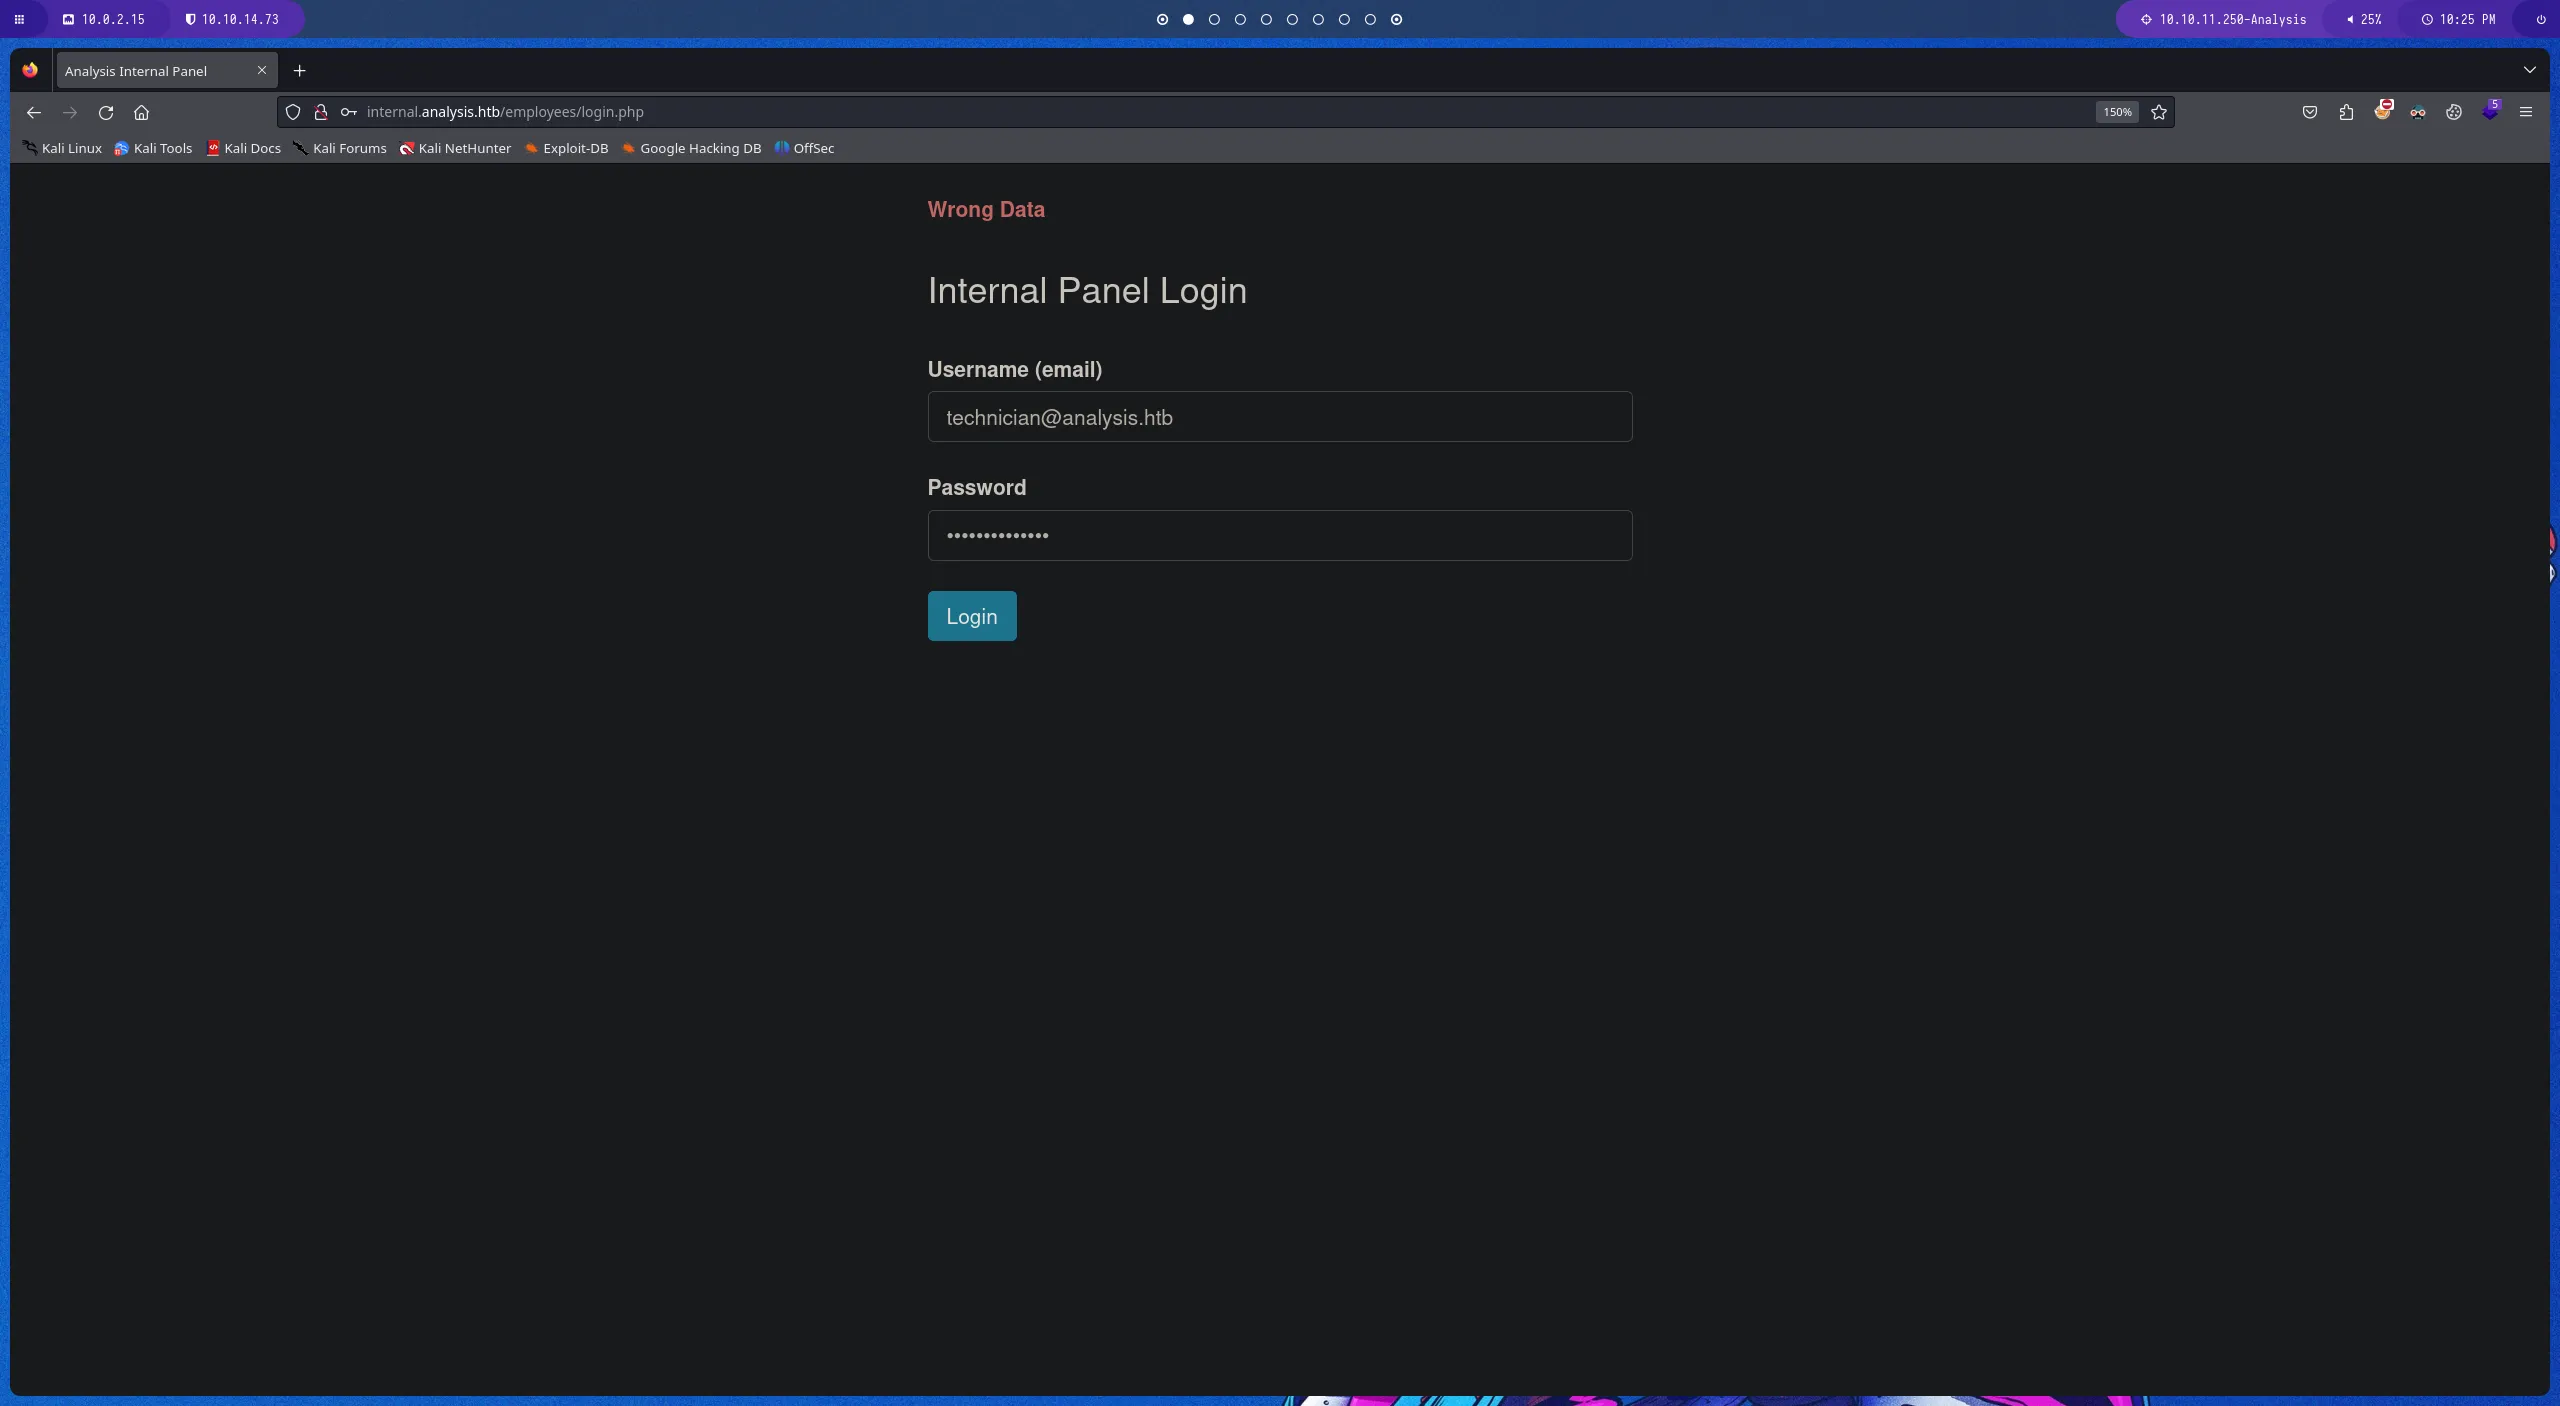 10.0.2.15 10.10.14.73 10.10.11.250-Analysis 25% 10:25 PM
Analysis Internal Panel
internal.analysis.htb/employees/login.php 150% 5
Kali Linux Kali Tools Kali Docs Kali Forums Kali NetHunter Exploit-DB Google Hacking DB OffSec
Wrong Data
Internal Panel Login
Username (email)
technician@analysis.htb
Password
Login